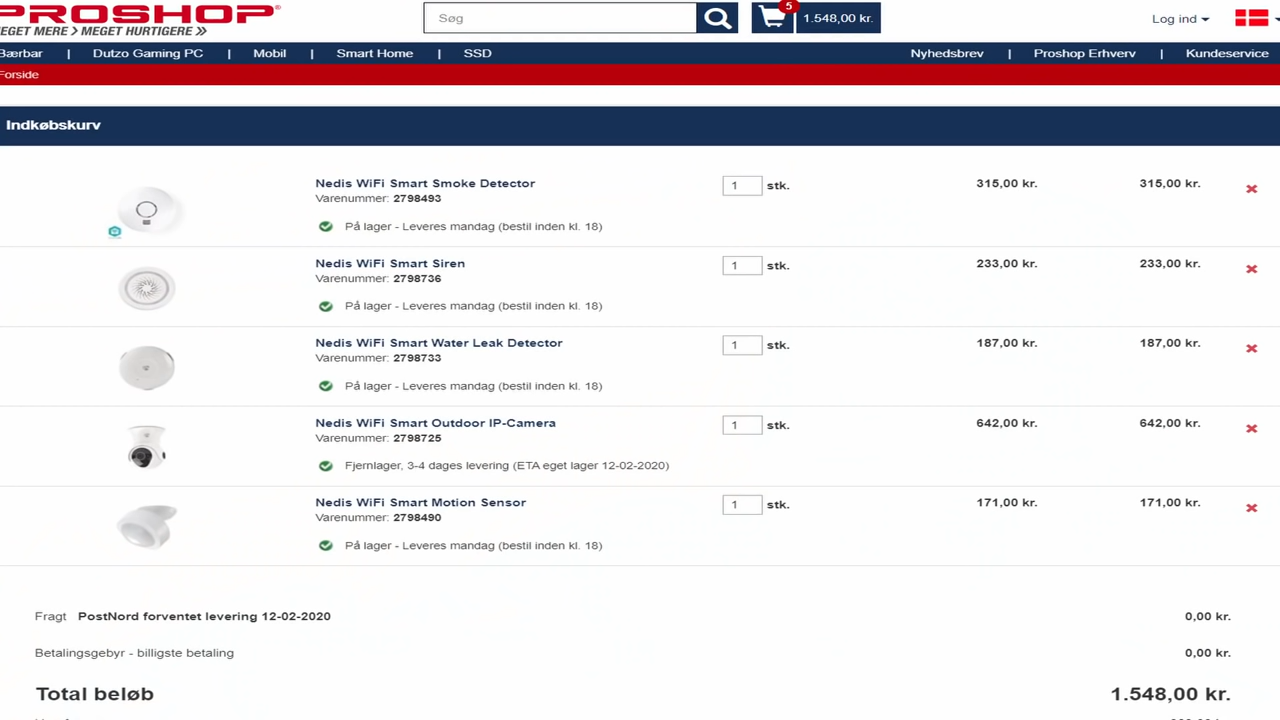 PROSHOP®
EGET MERE > MEGET HURTIGERE >>
Søg
5
1.548,00 kr.
Log ind
Bærbar | Dutzo Gaming PC | Mobil | Smart Home | SSD
Nyhedsbrev | Proshop Erhverv | Kundeservice
Forside
Indkøbskurv
Nedis WiFi Smart Smoke Detector 1 stk. 315,00 kr. 315,00 kr.
Varenummer: 2798493
På lager - Leveres mandag (bestil inden kl. 18)
Nedis WiFi Smart Siren 1 stk. 233,00 kr. 233,00 kr.
Varenummer: 2798736
På lager - Leveres mandag (bestil inden kl. 18)
Nedis WiFi Smart Water Leak Detector 1 stk. 187,00 kr. 187,00 kr.
Varenummer: 2798733
På lager - Leveres mandag (bestil inden kl. 18)
Nedis WiFi Smart Outdoor IP-Camera 1 stk. 642,00 kr. 642,00 kr.
Varenummer: 2798725
Fjernlager, 3-4 dages levering (ETA eget lager 12-02-2020)
Nedis WiFi Smart Motion Sensor 1 stk. 171,00 kr. 171,00 kr.
Varenummer: 2798490
På lager - Leveres mandag (bestil inden kl. 18)
Fragt PostNord forventet levering 12-02-2020 0,00 kr.
Betalingsgebyr - billigste betaling 0,00 kr.
Total beløb 1.548,00 kr.